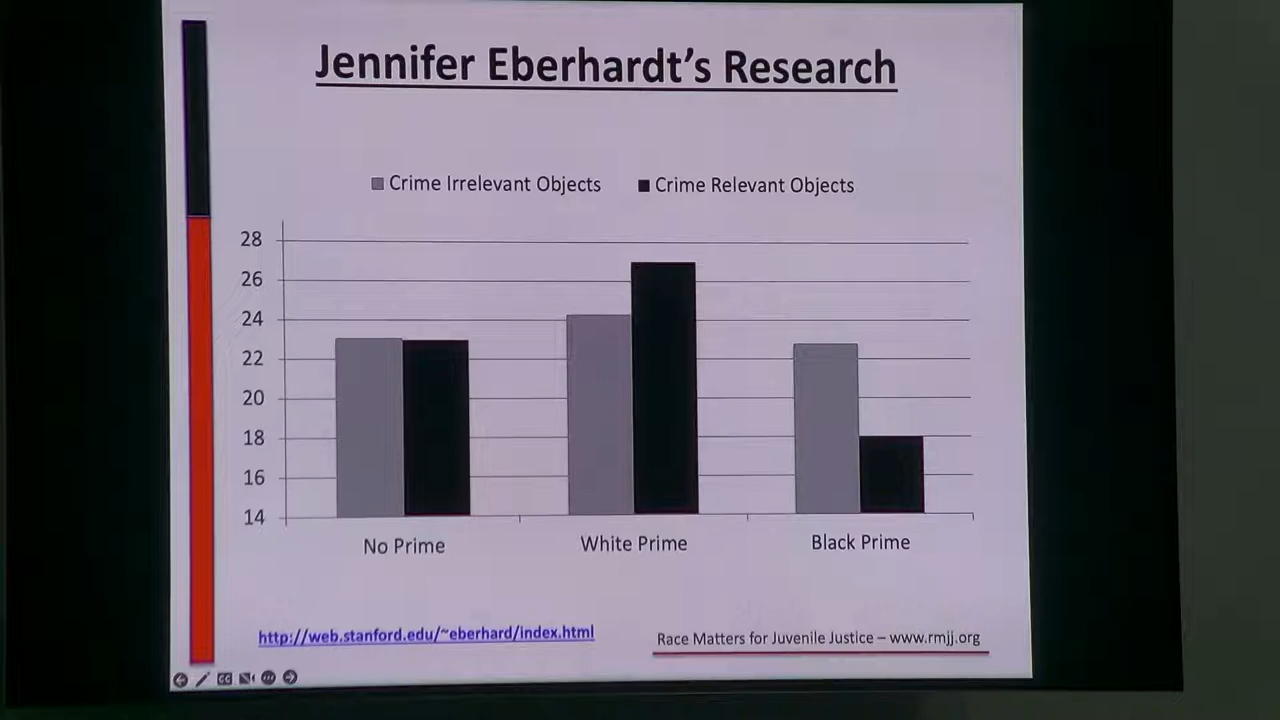 Jennifer Eberhardt's Research
Crime Irrelevant Objects
Crime Relevant Objects
28
26
24
22
20
18
16
14
No Prime
White Prime
Black Prime
http://web.stanford.edu/~eberhard/index.html
Race Matters for Juvenile Justice – www.rmjj.org